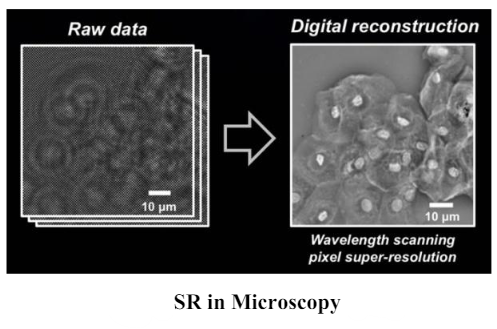 Raw data
Digital reconstruction
10 µm
10 µm
Wavelength scanning
pixel super-resolution
SR in Microscopy